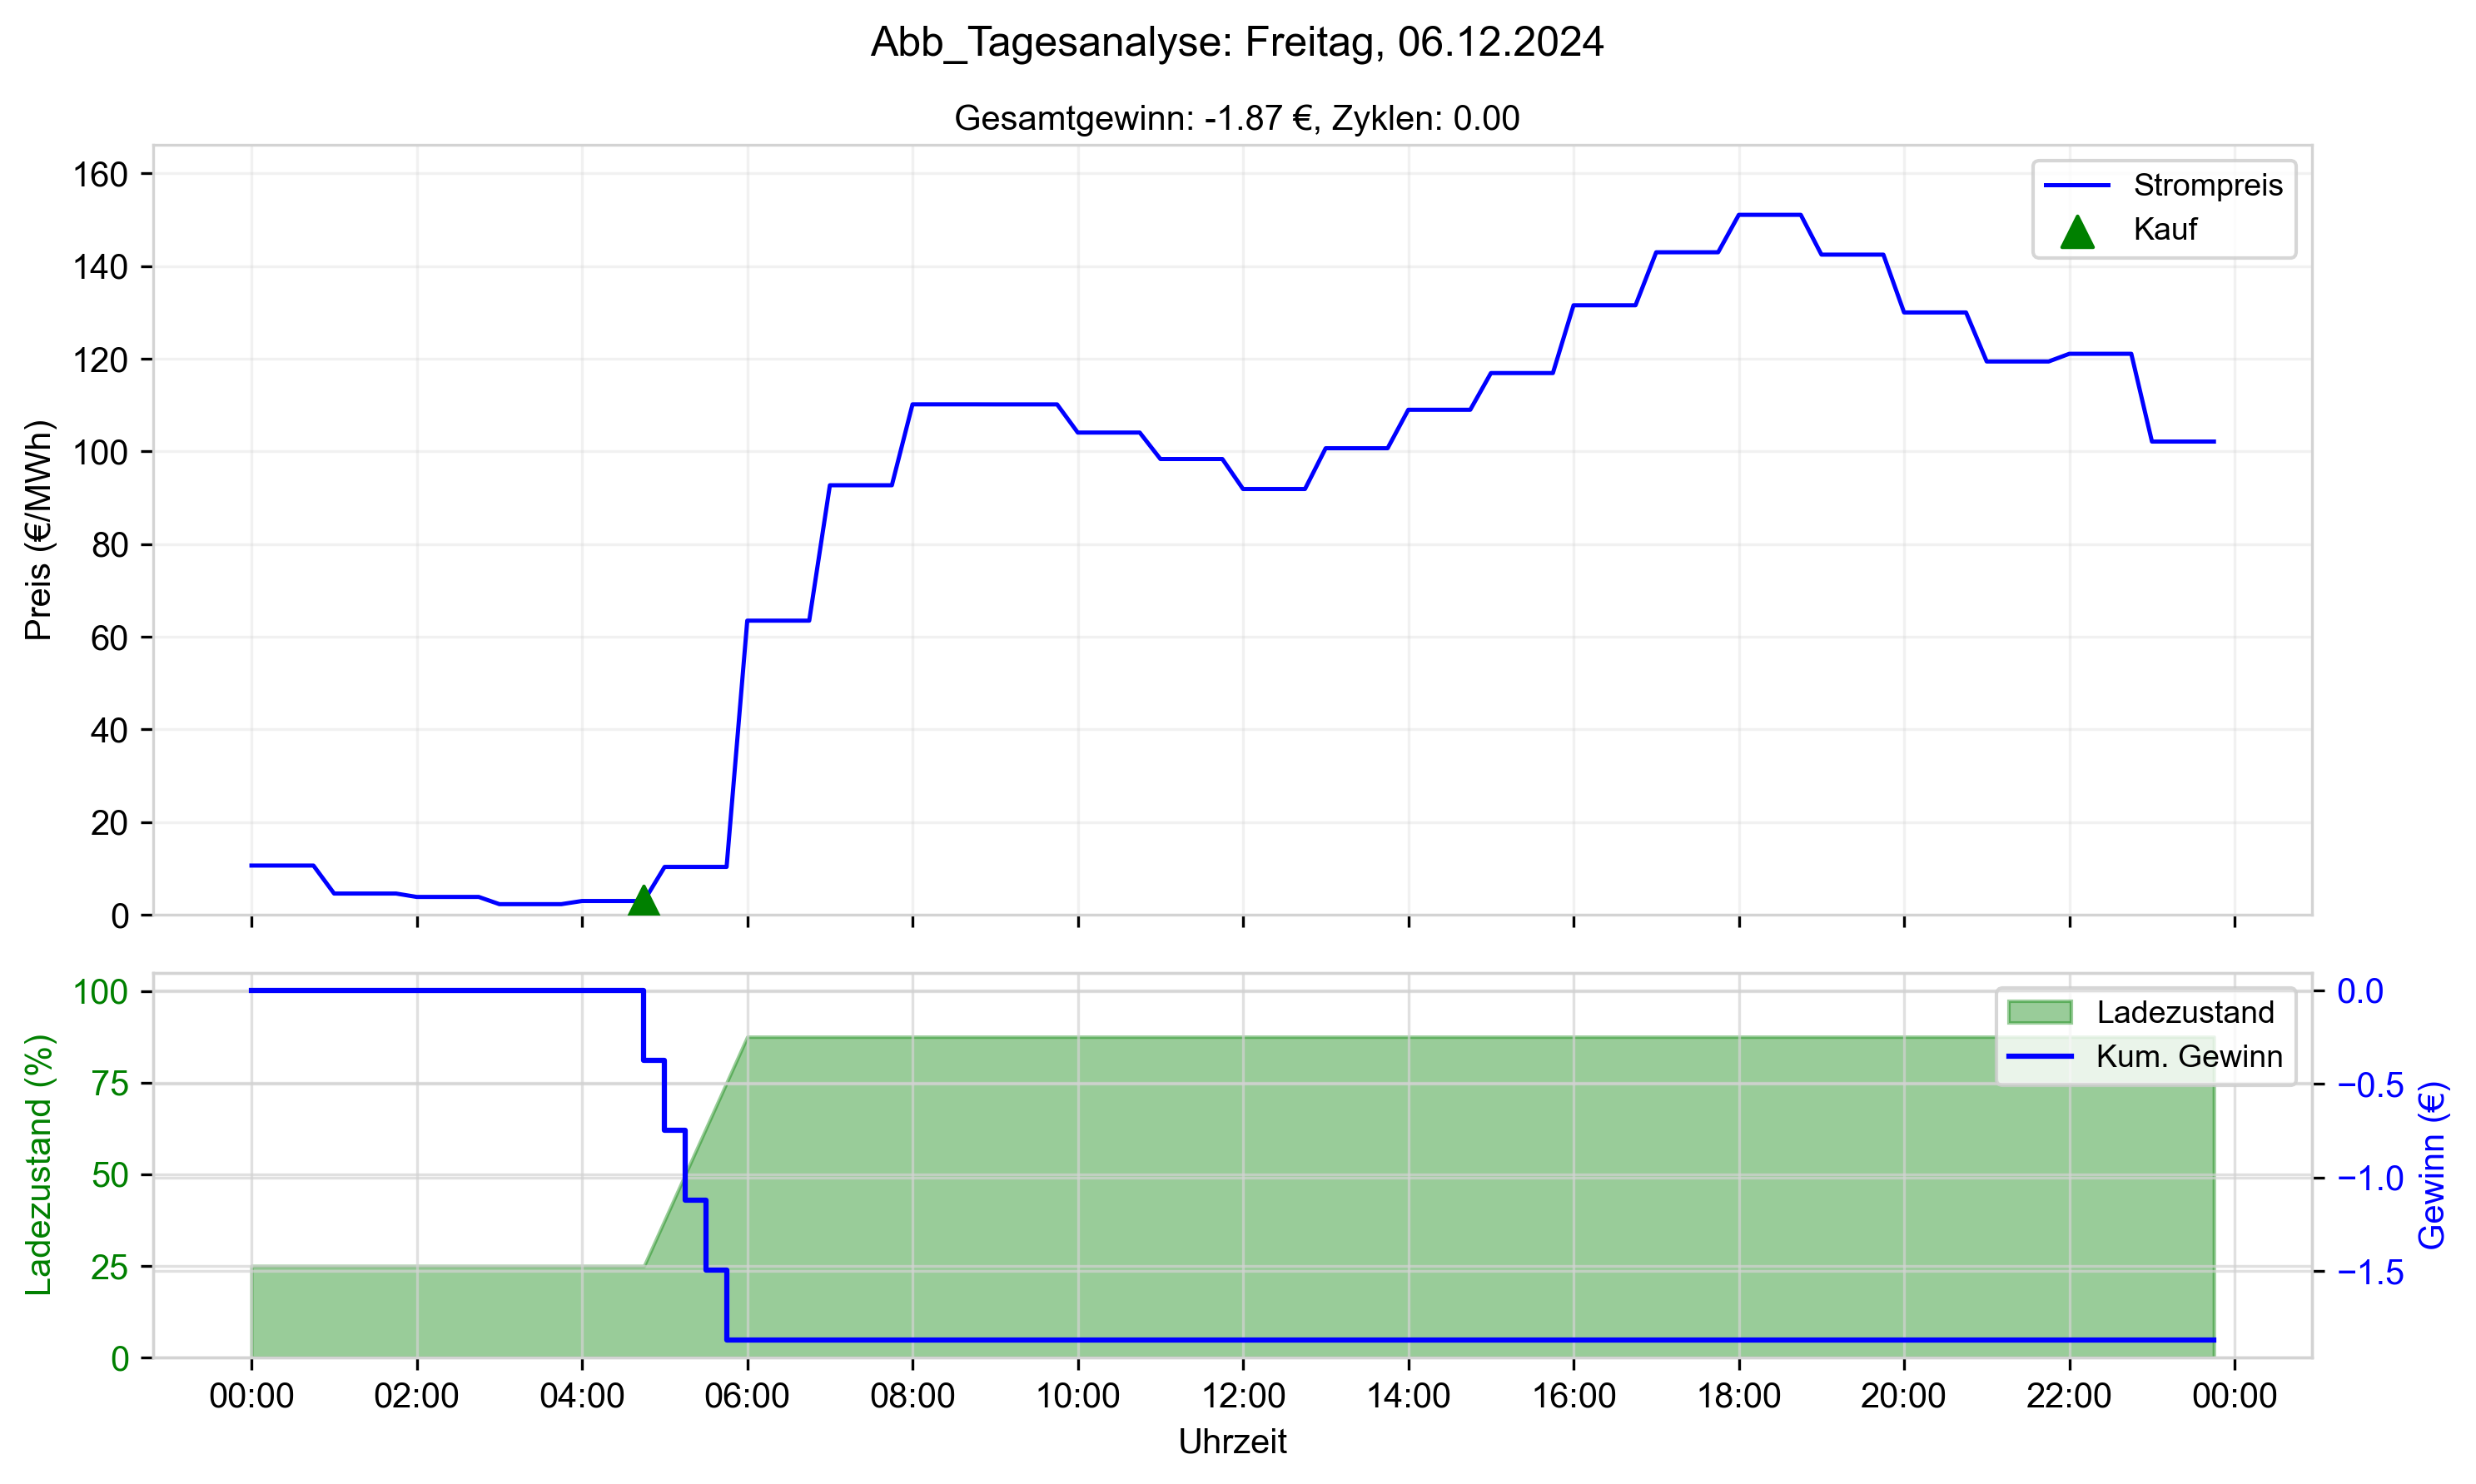 Abb_Tagesanalyse: Freitag, 06.12.2024
Gesamtgewinn: -1.87 €, Zyklen: 0.00
Preis (€/MWh)
160
140
120
100
80
60
40
20
0
Strompreis
Kauf
Ladezustand (%)
100
75
50
25
0
Ladezustand
Kum. Gewinn
0.0
−0.5
−1.0
−1.5
Gewinn (€)
00:00 02:00 04:00 06:00 08:00 10:00 12:00 14:00 16:00 18:00 20:00 22:00 00:00
Uhrzeit